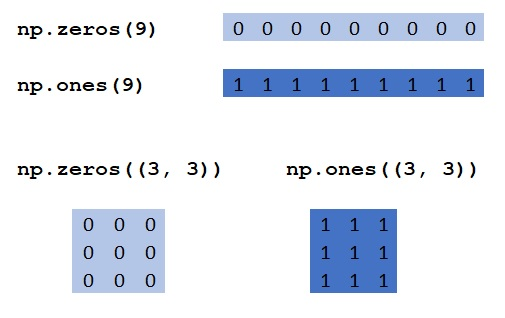 np.zeros(9) 0 0 0 0 0 0 0 0 0
np.ones(9) 1 1 1 1 1 1 1 1 1
np.zeros((3, 3)) np.ones((3, 3))
0 0 0 1 1 1
0 0 0 1 1 1
0 0 0 1 1 1